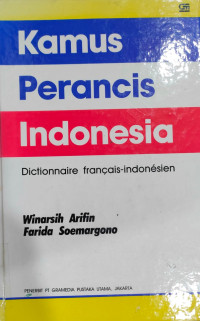 Kamus
Perancis
Indonesia
Dictionnaire français-indonésien
Winarsih Arifin
Farida Soemargono
PENERBIT PT GRAMEDIA PUSTAKA UTAMA, JAKARTA